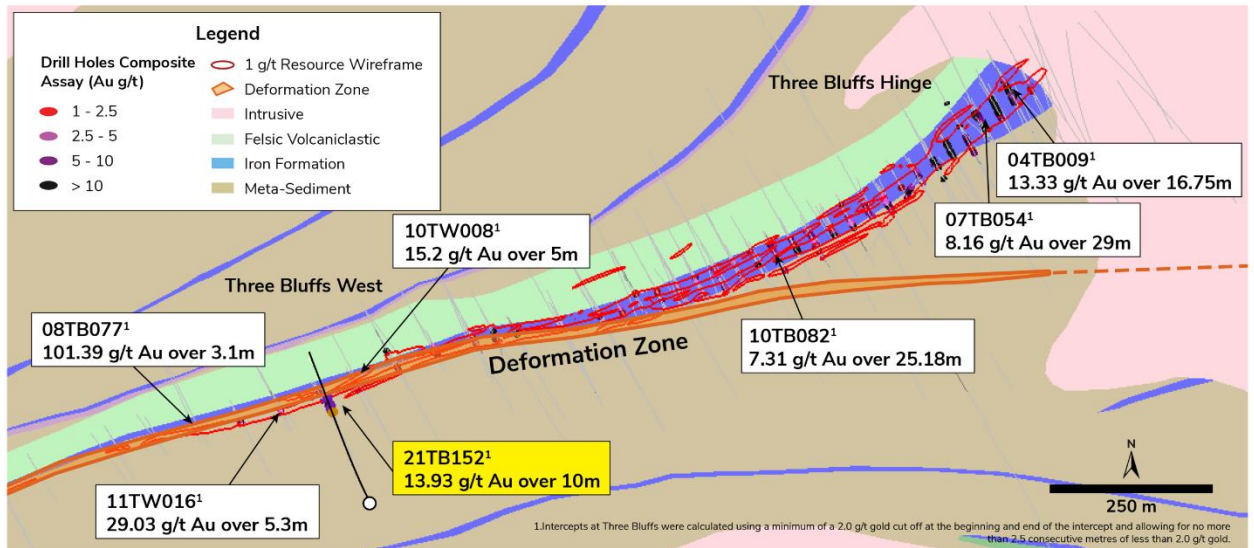 Legend
Drill Holes Composite
Assay (Au g/t)
1 - 2.5
2.5 - 5
5 - 10
> 10
1 g/t Resource Wireframe
Deformation Zone
Intrusive
Felsic Volcaniclastic
Iron Formation
Meta-Sediment
Three Bluffs Hinge
04TB009¹
13.33 g/t Au over 16.75m
07TB054¹
8.16 g/t Au over 29m
10TW008¹
15.2 g/t Au over 5m
Three Bluffs West
08TB077¹
101.39 g/t Au over 3.1m
10TB082¹
7.31 g/t Au over 25.18m
Deformation Zone
21TB152¹
13.93 g/t Au over 10m
11TW016¹
29.03 g/t Au over 5.3m
N
250 m
1.Intercepts at Three Bluffs were calculated using a minimum of a 2.0 g/t gold cut off at the beginning and end of the intercept and allowing for no more
than 2.5 consecutive metres of less than 2.0 g/t gold.